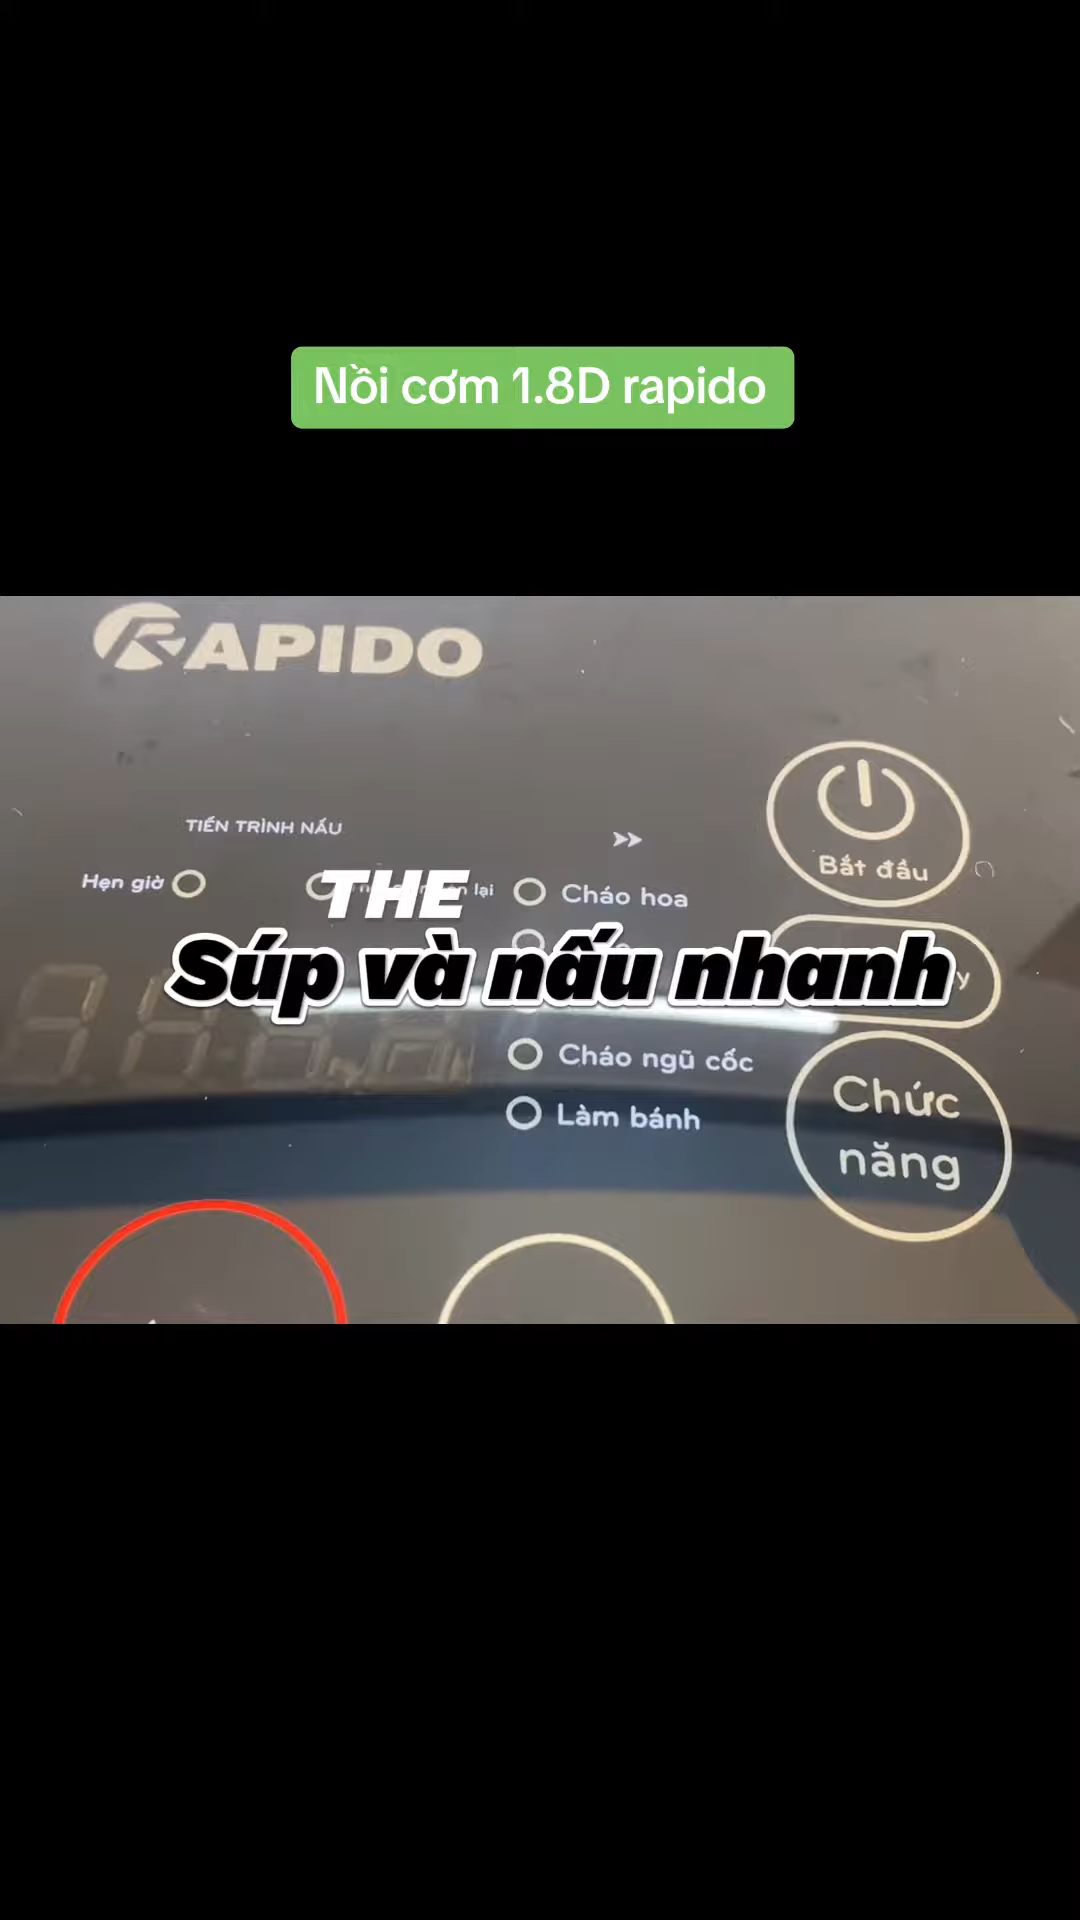 Nồi cơm 1.8D rapido
RAPIDO
TIẾN TRÌNH NẤU
Bắt đầu
Hẹn giờ
lại
Cháo hoa
THE
Súp và nấu nhanh
Cháo ngũ cốc
Làm bánh
Chức
năng